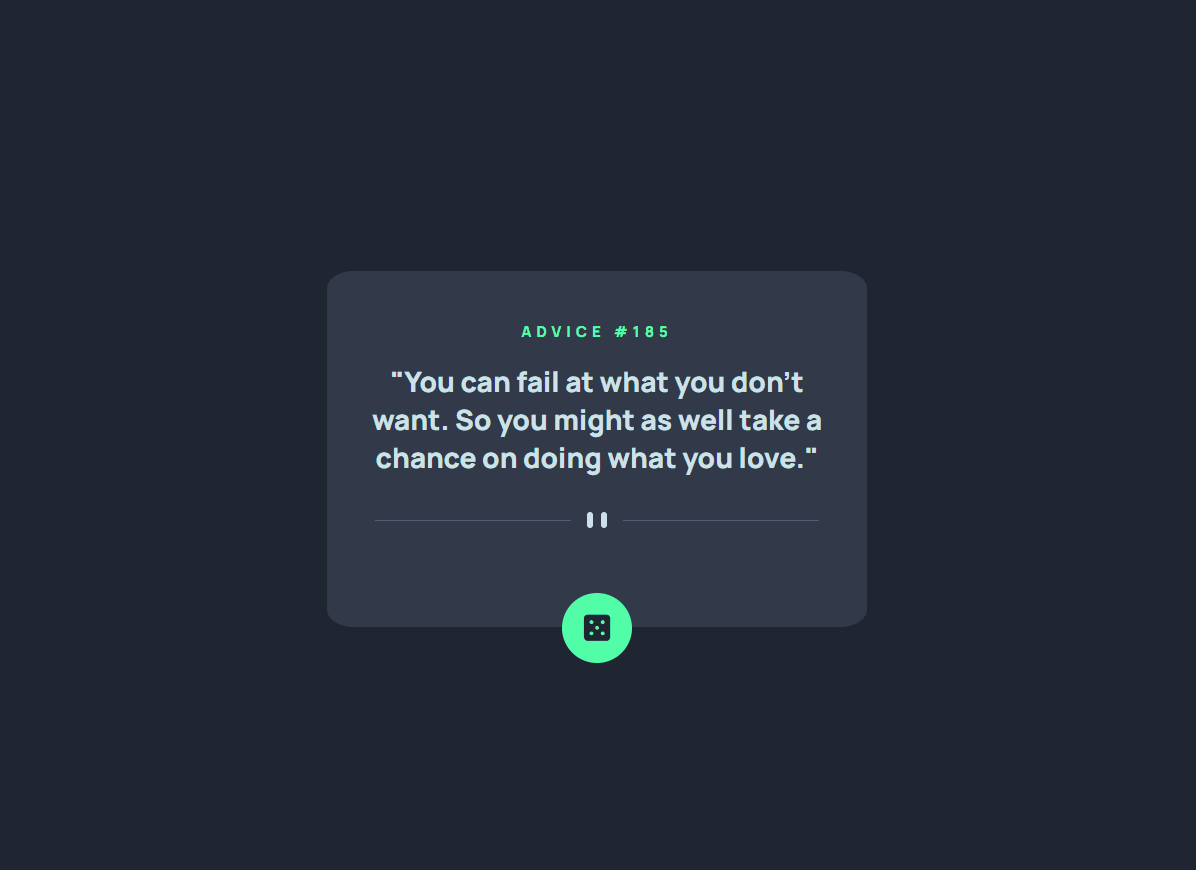 ADVICE #185
"You can fail at what you don’t
want. So you might as well take a
chance on doing what you love."